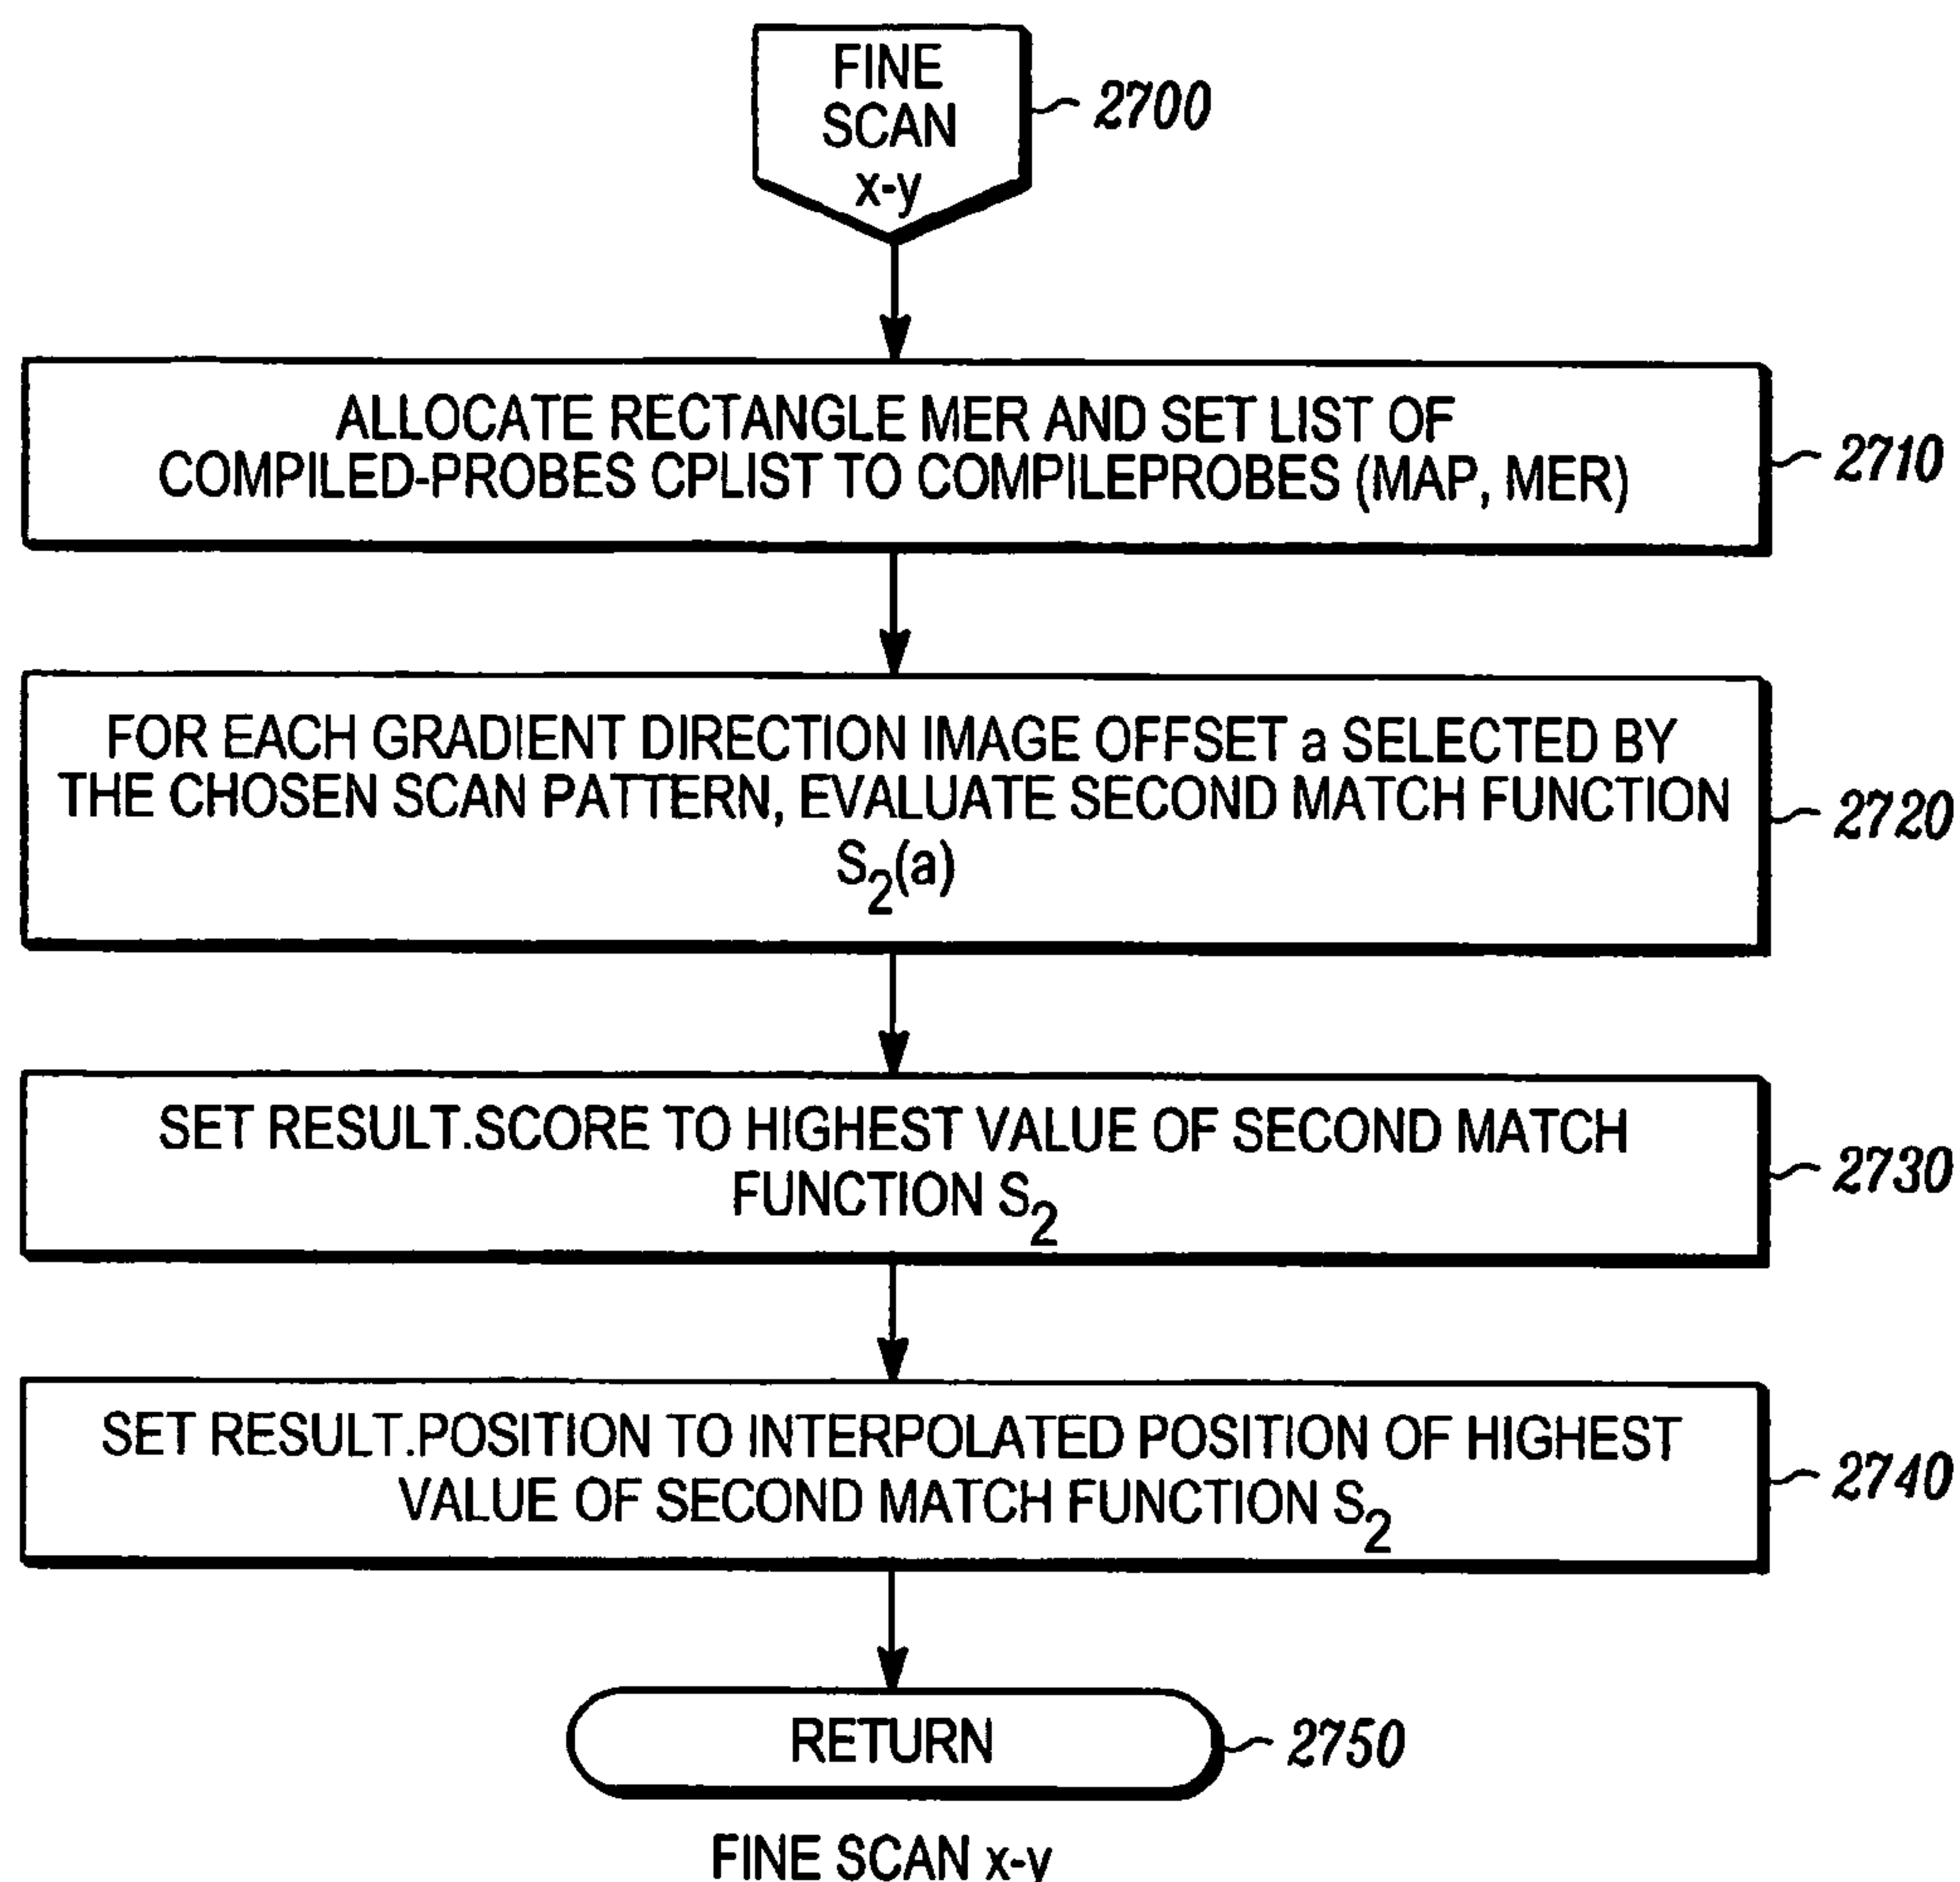 FINE
SCAN
x-y
2700
ALLOCATE RECTANGLE MER AND SET LIST OF
COMPILED-PROBES CPLIST TO COMPILEPROBES (MAP, MER)
2710
FOR EACH GRADIENT DIRECTION IMAGE OFFSET a SELECTED BY
THE CHOSEN SCAN PATTERN, EVALUATE SECOND MATCH FUNCTION
S₂(a)
2720
SET RESULT.SCORE TO HIGHEST VALUE OF SECOND MATCH
FUNCTION S₂
2730
SET RESULT.POSITION TO INTERPOLATED POSITION OF HIGHEST
VALUE OF SECOND MATCH FUNCTION S₂
2740
RETURN
2750
FINE SCAN x-y